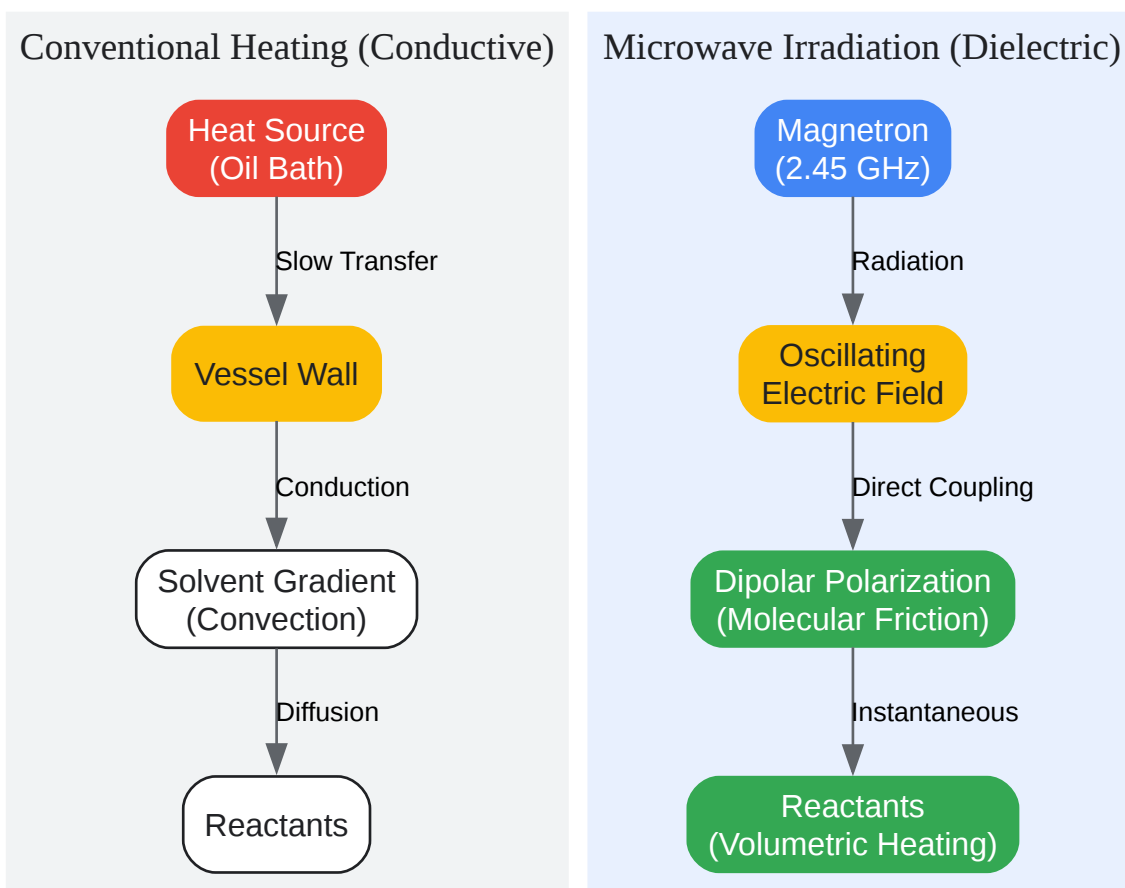 Conventional Heating (Conductive)
Heat Source
(Oil Bath)
Slow Transfer
Vessel Wall
Conduction
Solvent Gradient
(Convection)
Diffusion
Reactants
Microwave Irradiation (Dielectric)
Magnetron
(2.45 GHz)
Radiation
Oscillating
Electric Field
Direct Coupling
Dipolar Polarization
(Molecular Friction)
Instantaneous
Reactants
(Volumetric Heating)